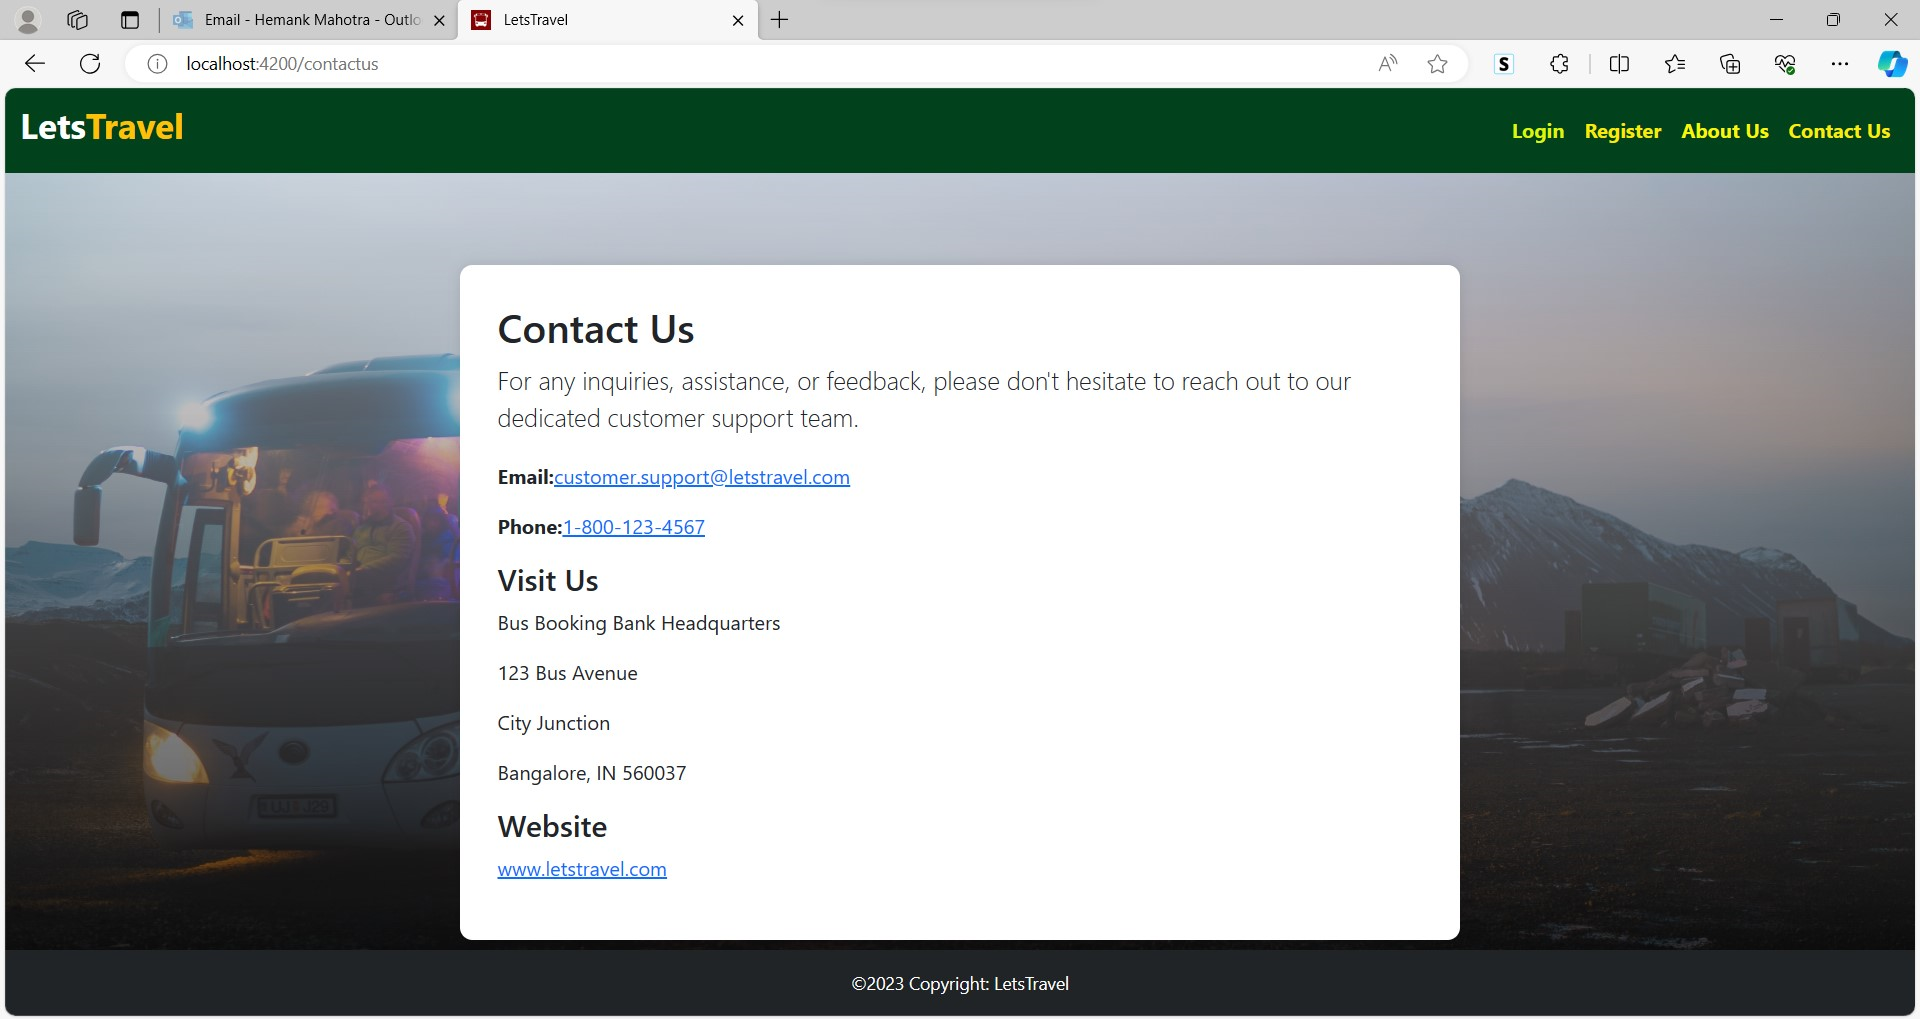 Email - Hemank Mahotra - Outlo
LetsTravel
localhost:4200/contactus
S
LetsTravel
Login Register About Us Contact Us
Contact Us
For any inquiries, assistance, or feedback, please don't hesitate to reach out to our
dedicated customer support team.
Email:customer.support@letstravel.com
Phone:1-800-123-4567
Visit Us
Bus Booking Bank Headquarters
123 Bus Avenue
City Junction
Bangalore, IN 560037
Website
www.letstravel.com
©2023 Copyright: LetsTravel